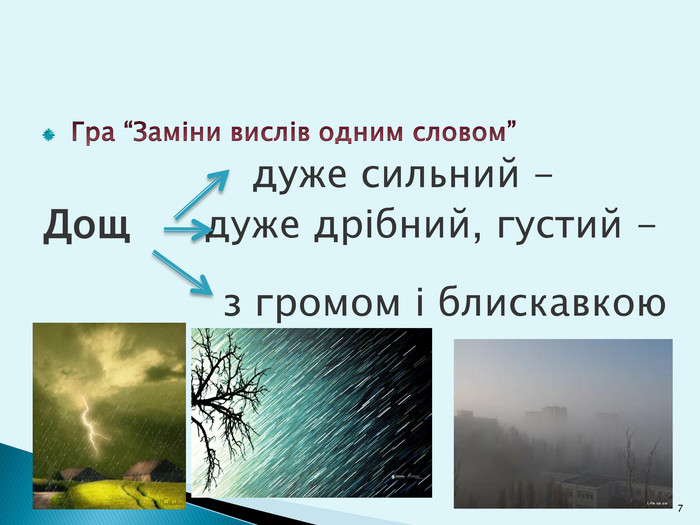 Гра “Заміни вислів одним словом”
дуже сильний -
Дощ дуже дрібний, густий -
з громом і блискавкою
7